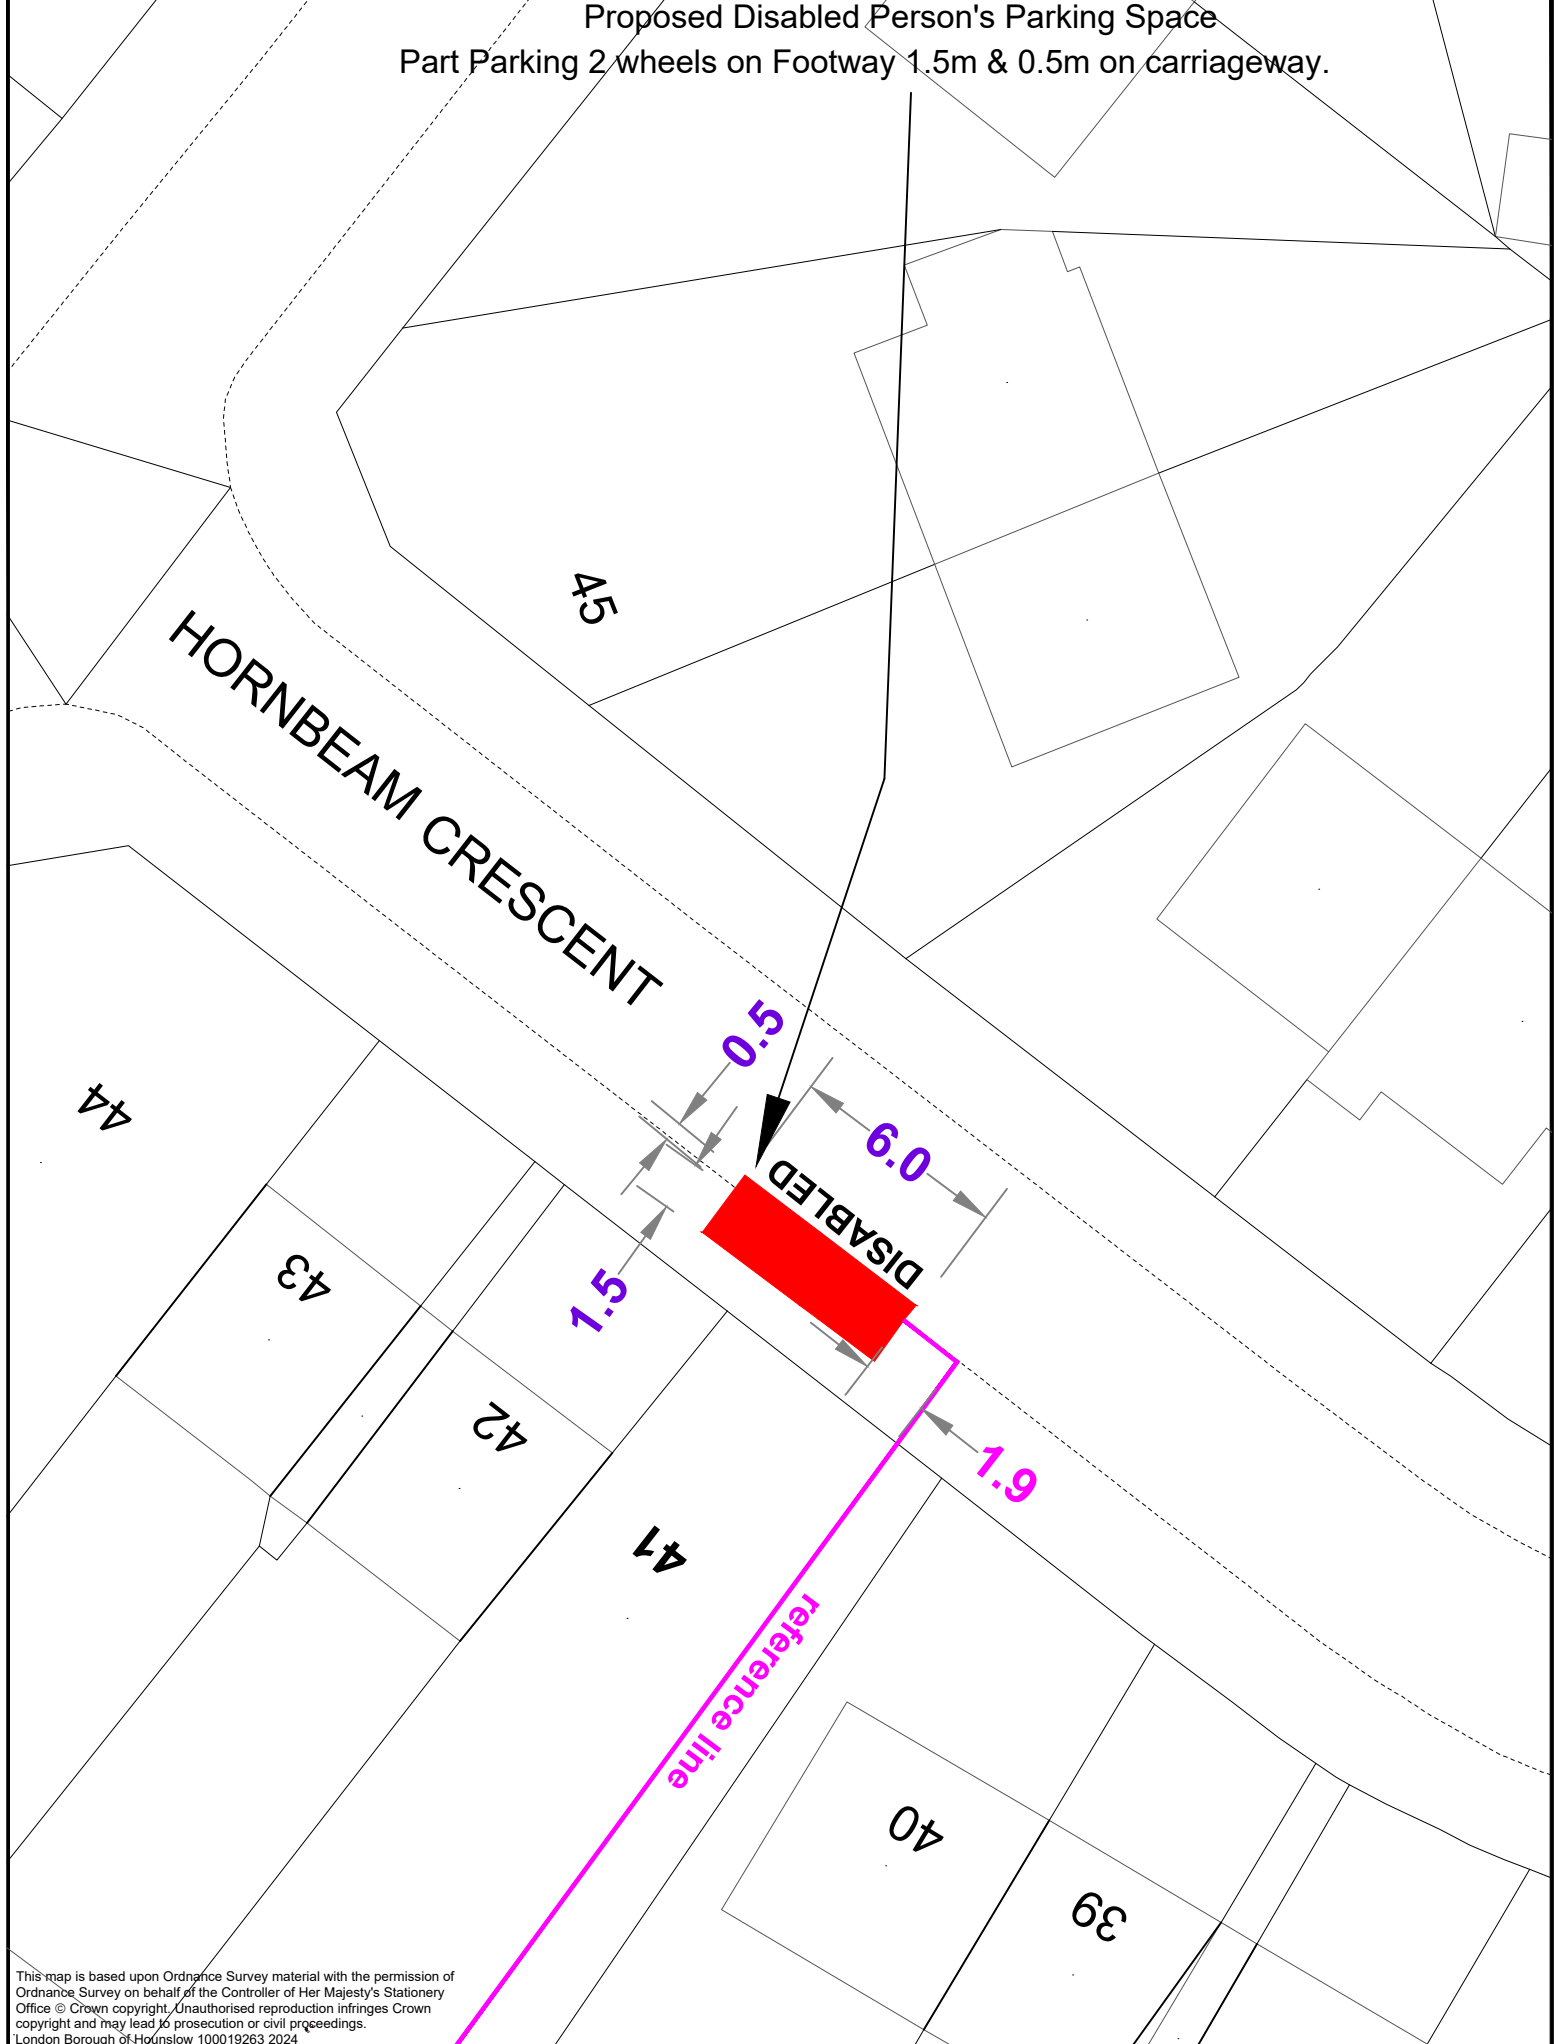 Proposed Disabled Person's Parking Space
Part Parking 2 wheels on Footway 1.5m & 0.5m on carriageway.
45
HORNBEAM CRESCENT
0.5
6.0
DISABLED
1.5
44
43
42
1.9
41
reference line
40
39
This map is based upon Ordnance Survey material with the permission of
Ordnance Survey on behalf of the Controller of Her Majesty's Stationery
Office © Crown copyright. Unauthorised reproduction infringes Crown
copyright and may lead to prosecution or civil proceedings.
London Borough of Hounslow 100019263 2024